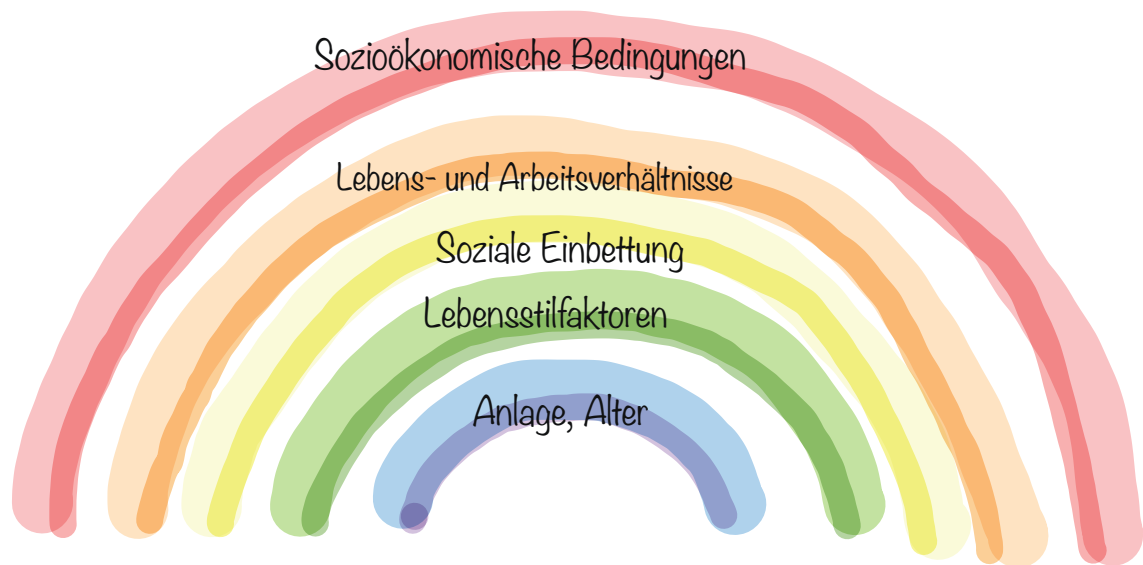 Sozioökonomische Bedingungen
Lebens- und Arbeitsverhältnisse
Soziale Einbettung
Lebensstilfaktoren
Anlage, Alter